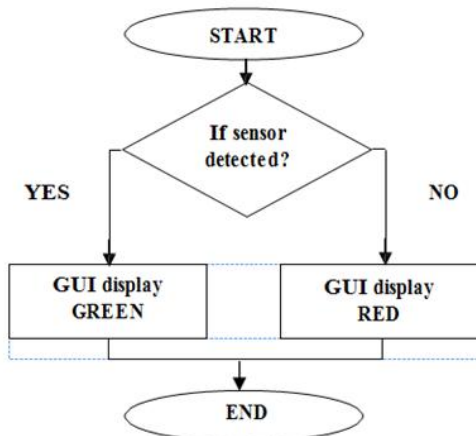 START
If sensor
detected?
YES
NO
GUI display
GREEN
GUI display
RED
END